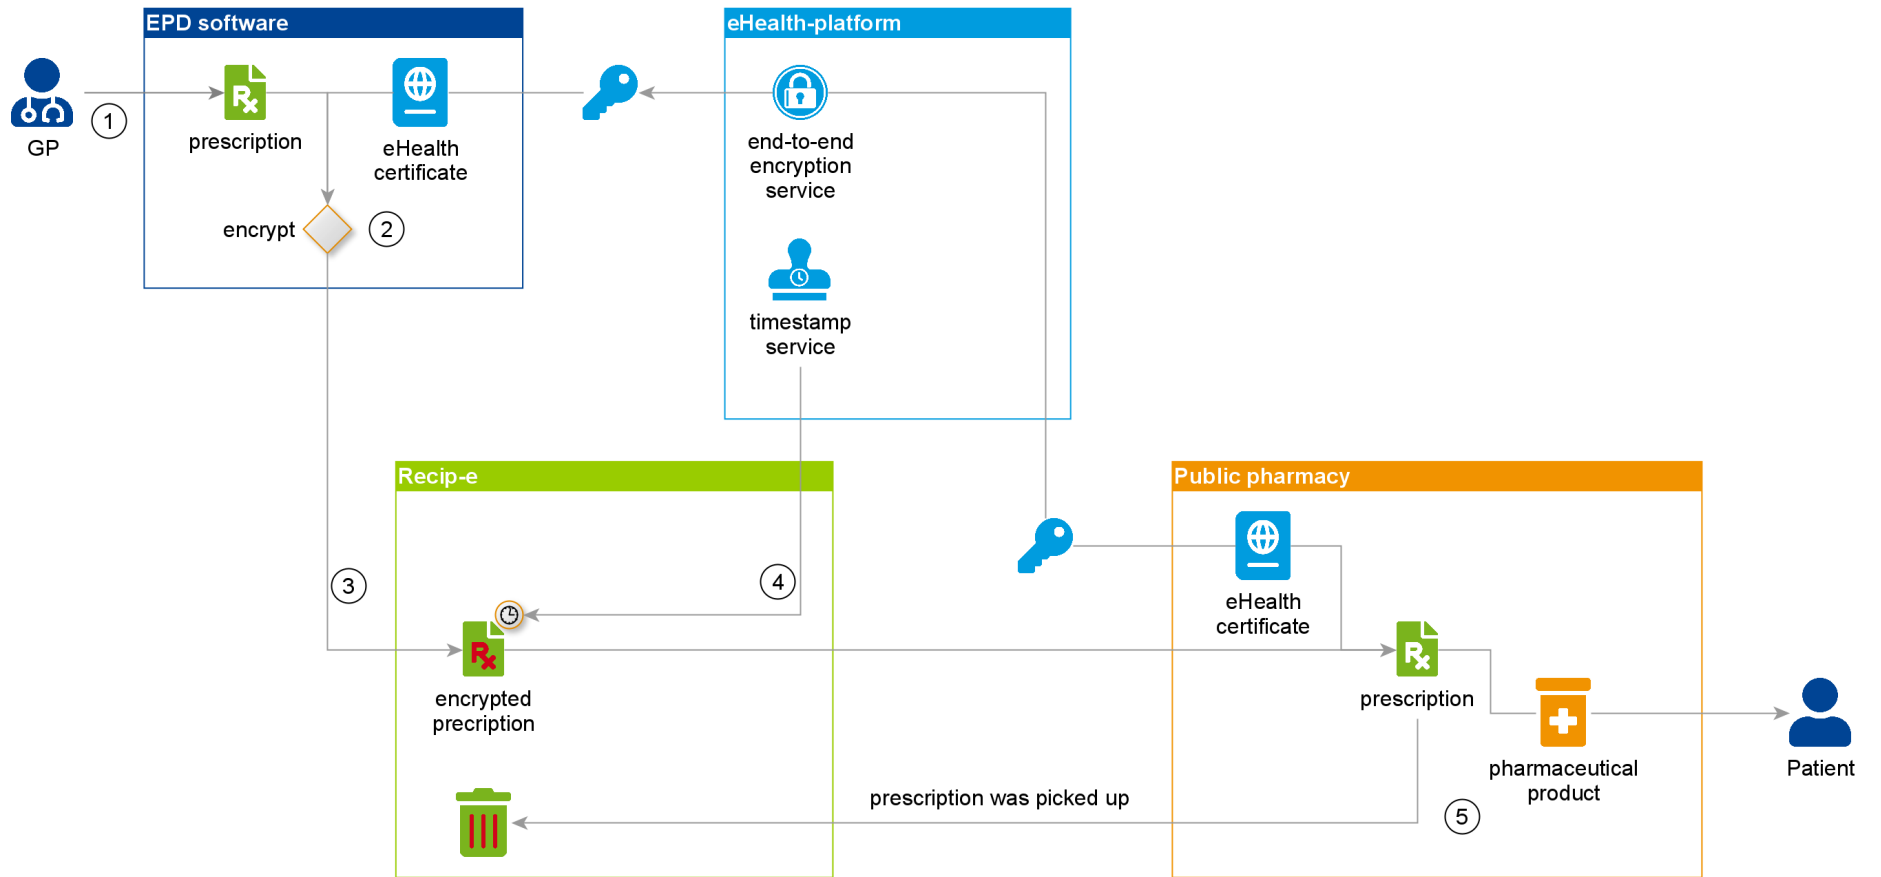 EPD software
eHealth-platform
GP
1
prescription
eHealth
certificate
end-to-end
encryption
service
encrypt
2
timestamp
service
Recip-e
Public pharmacy
3
4
eHealth
certificate
encrypted
precription
prescription
pharmaceutical
product
Patient
prescription was picked up
5